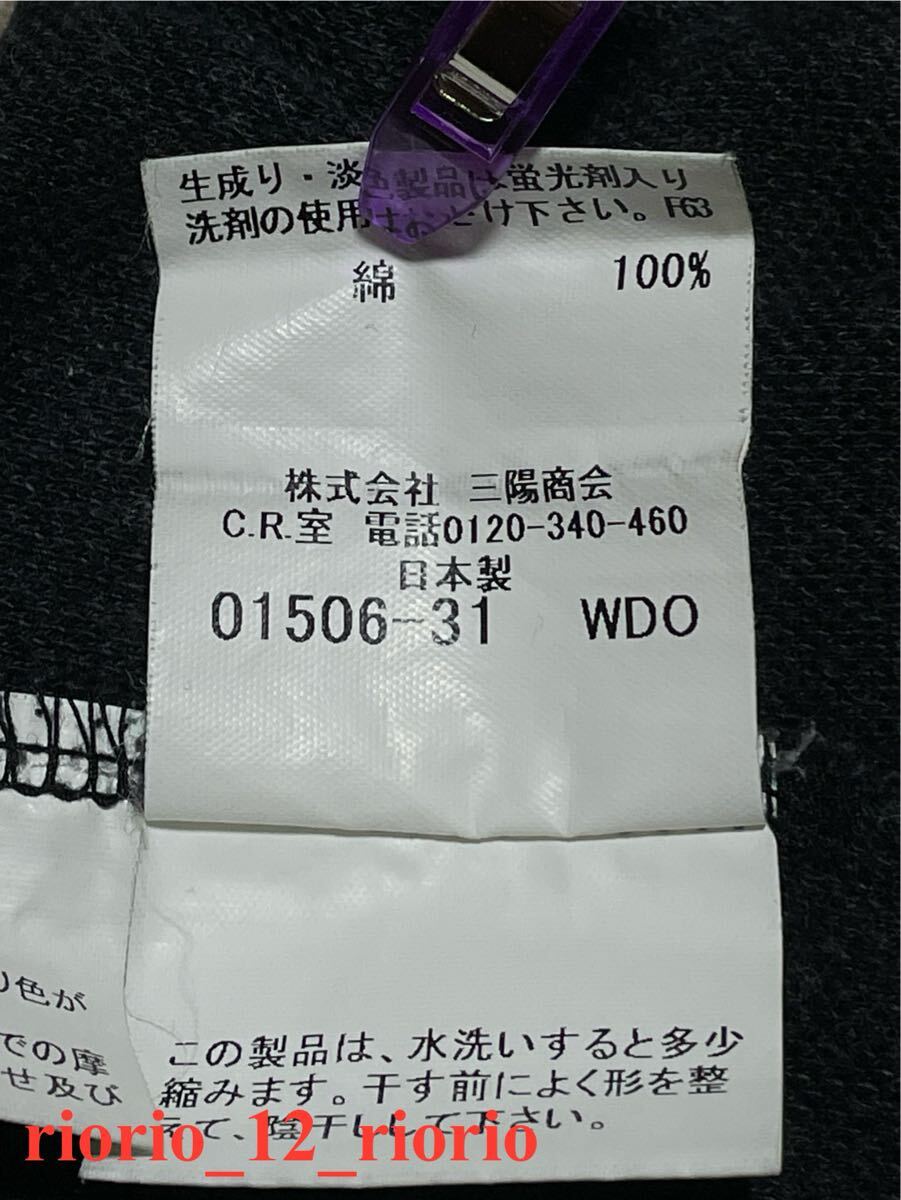 生成り・淡色製品は蛍光剤入り
洗剤の使用はおさけ下さい。F63
綿 100%
株式会社 三陽商会
C.R.室 電話0120-340-460
日本製
01506-31 WDO
り色が
での摩
せ及び
この製品は、水洗いすると多少
縮みます。干す前によく形を整
えて、陰干しして下さい。
riorio_12_riorio